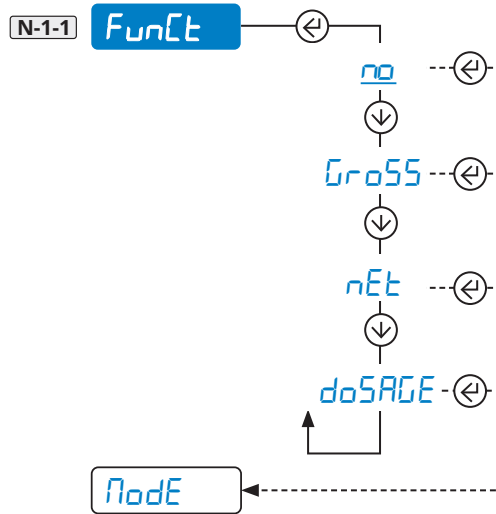 N-1-1 FunCt
no
GroSS
nEt
doSAGE
ModE